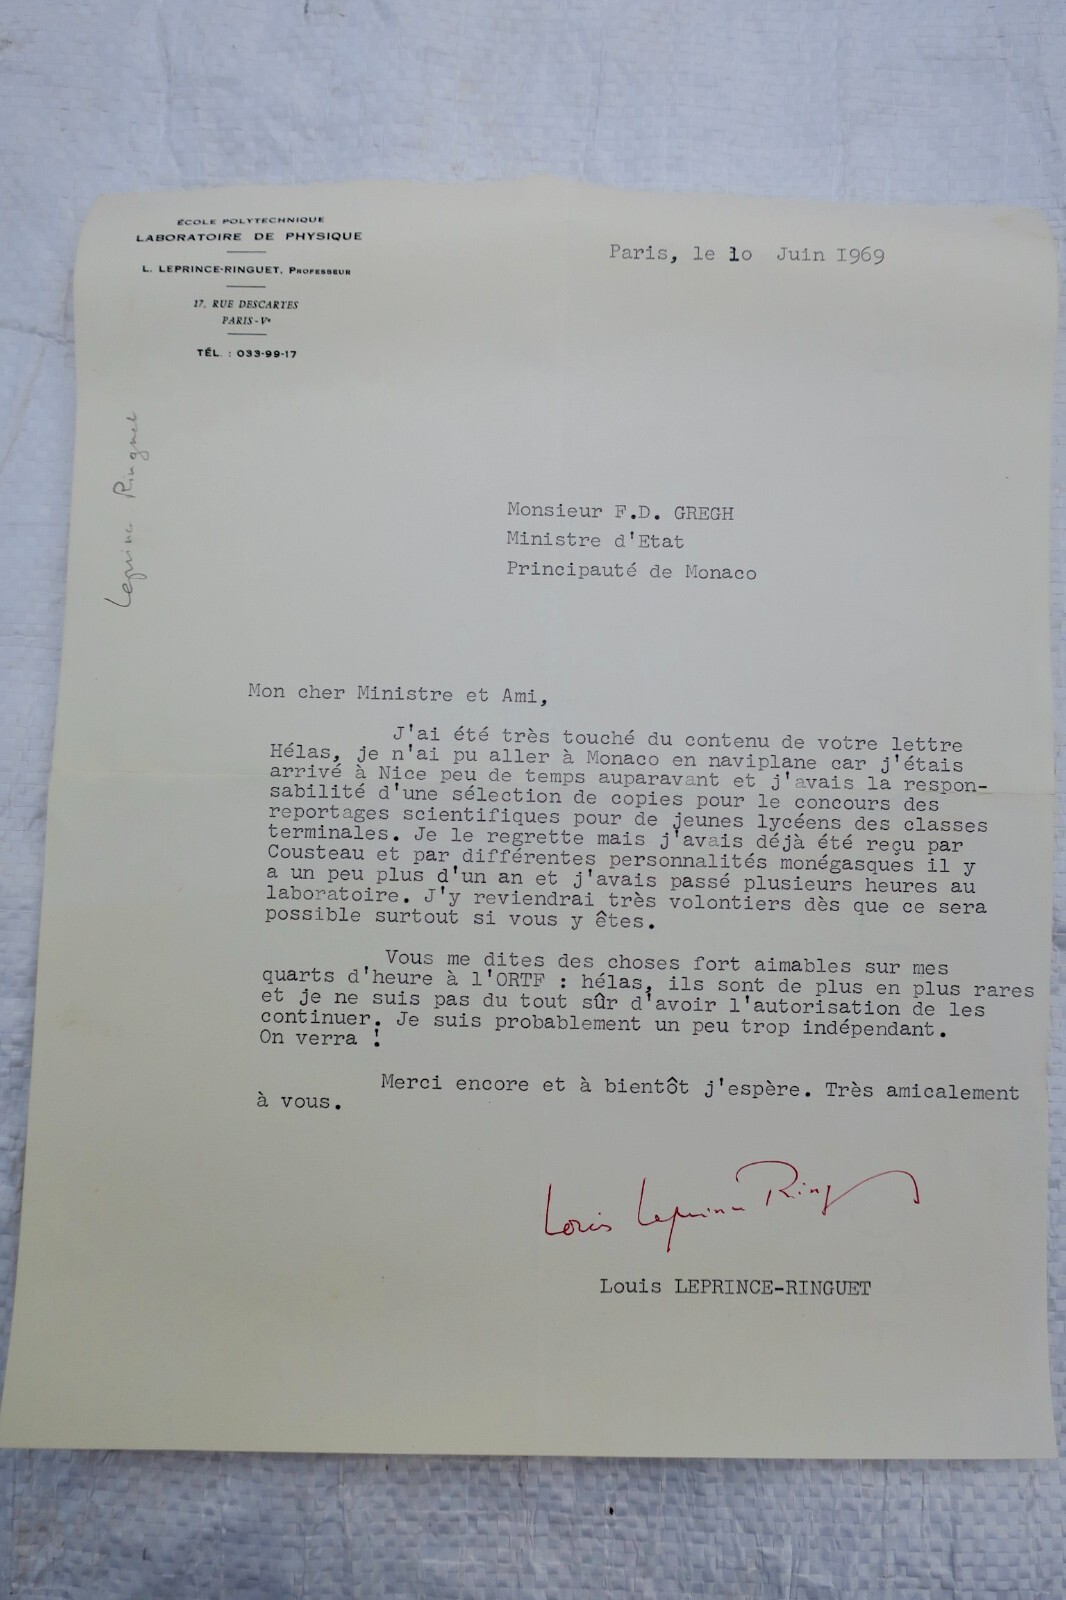 ÉCOLE POLYTECHNIQUE
LABORATOIRE DE PHYSIQUE
L. LEPRINCE-RINGUET, PROFESSEUR
17, RUE DESCARTES
PARIS-Ve
TÉL. : 033-99-17
Paris, le 10 Juin 1969
Leprince Ringuet
Monsieur F.D. GREGH
Ministre d'Etat
Principauté de Monaco
Mon cher Ministre et Ami,
J'ai été très touché du contenu de votre lettre
Hélas, je n'ai pu aller à Monaco en naviplane car j'étais
arrivé à Nice peu de temps auparavant et j'avais la respon-
sabilité d'une sélection de copies pour le concours des
reportages scientifiques pour de jeunes lycéens des classes
terminales. Je le regrette mais j'avais déjà été reçu par
Cousteau et par différentes personnalités monégasques il y
a un peu plus d'un an et j'avais passé plusieurs heures au
laboratoire. J'y reviendrai très volontiers dès que ce sera
possible surtout si vous y êtes.
Vous me dites des choses fort aimables sur mes
quarts d'heure à l'ORTF : hélas, ils sont de plus en plus rares
et je ne suis pas du tout sûr d'avoir l'autorisation de les
continuer. Je suis probablement un peu trop indépendant.
On verra !
Merci encore et à bientôt j'espère. Très amicalement
à vous.
Louis Leprince Ring
Louis LEPRINCE-RINGUET